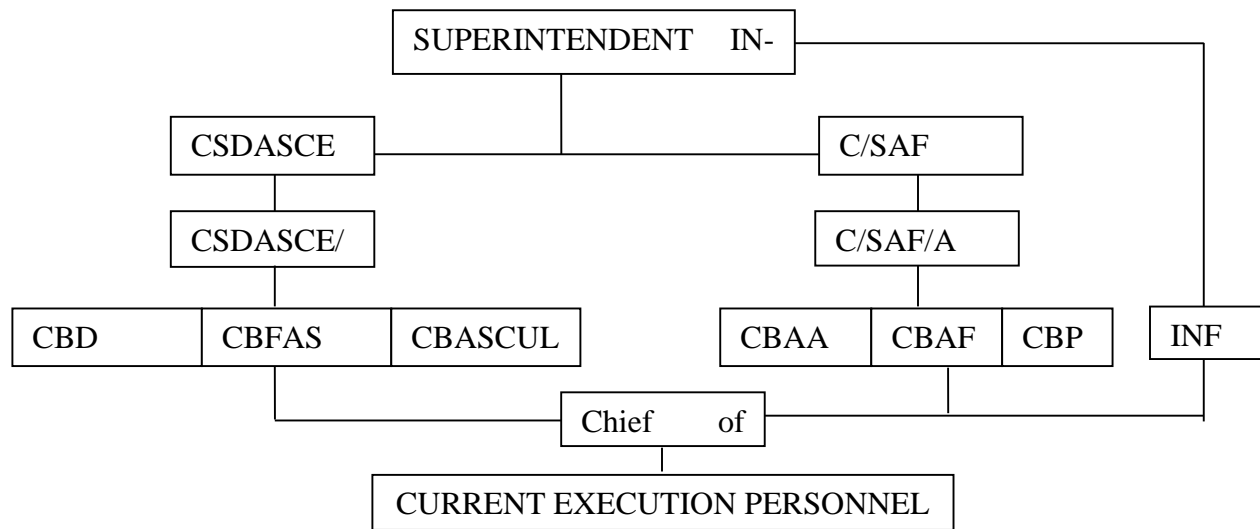 SUPERINTENDENT IN-
CSDASCE
C/SAF
CSDASCE/
C/SAF/A
CBD
CBFAS
CBASCUL
CBAA
CBAF
CBP
INF
Chief of
CURRENT EXECUTION PERSONNEL